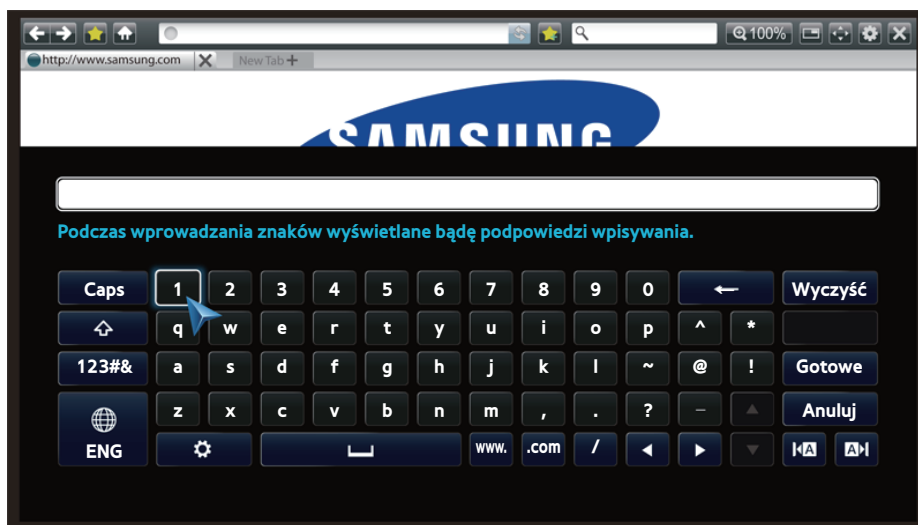 100%
http://www.samsung.com New Tab +
SAMSUNG
Podczas wprowadzania znaków wyświetlane bądę podpowiedzi wpisywania.
Caps 1 2 3 4 5 6 7 8 9 0 ← Wyczyść
q w e r t y u i o p ^ *
123#& a s d f g h j k l ~ @ ! Gotowe
z x c v b n m , . ? – Anuluj
ENG www. .com / A A